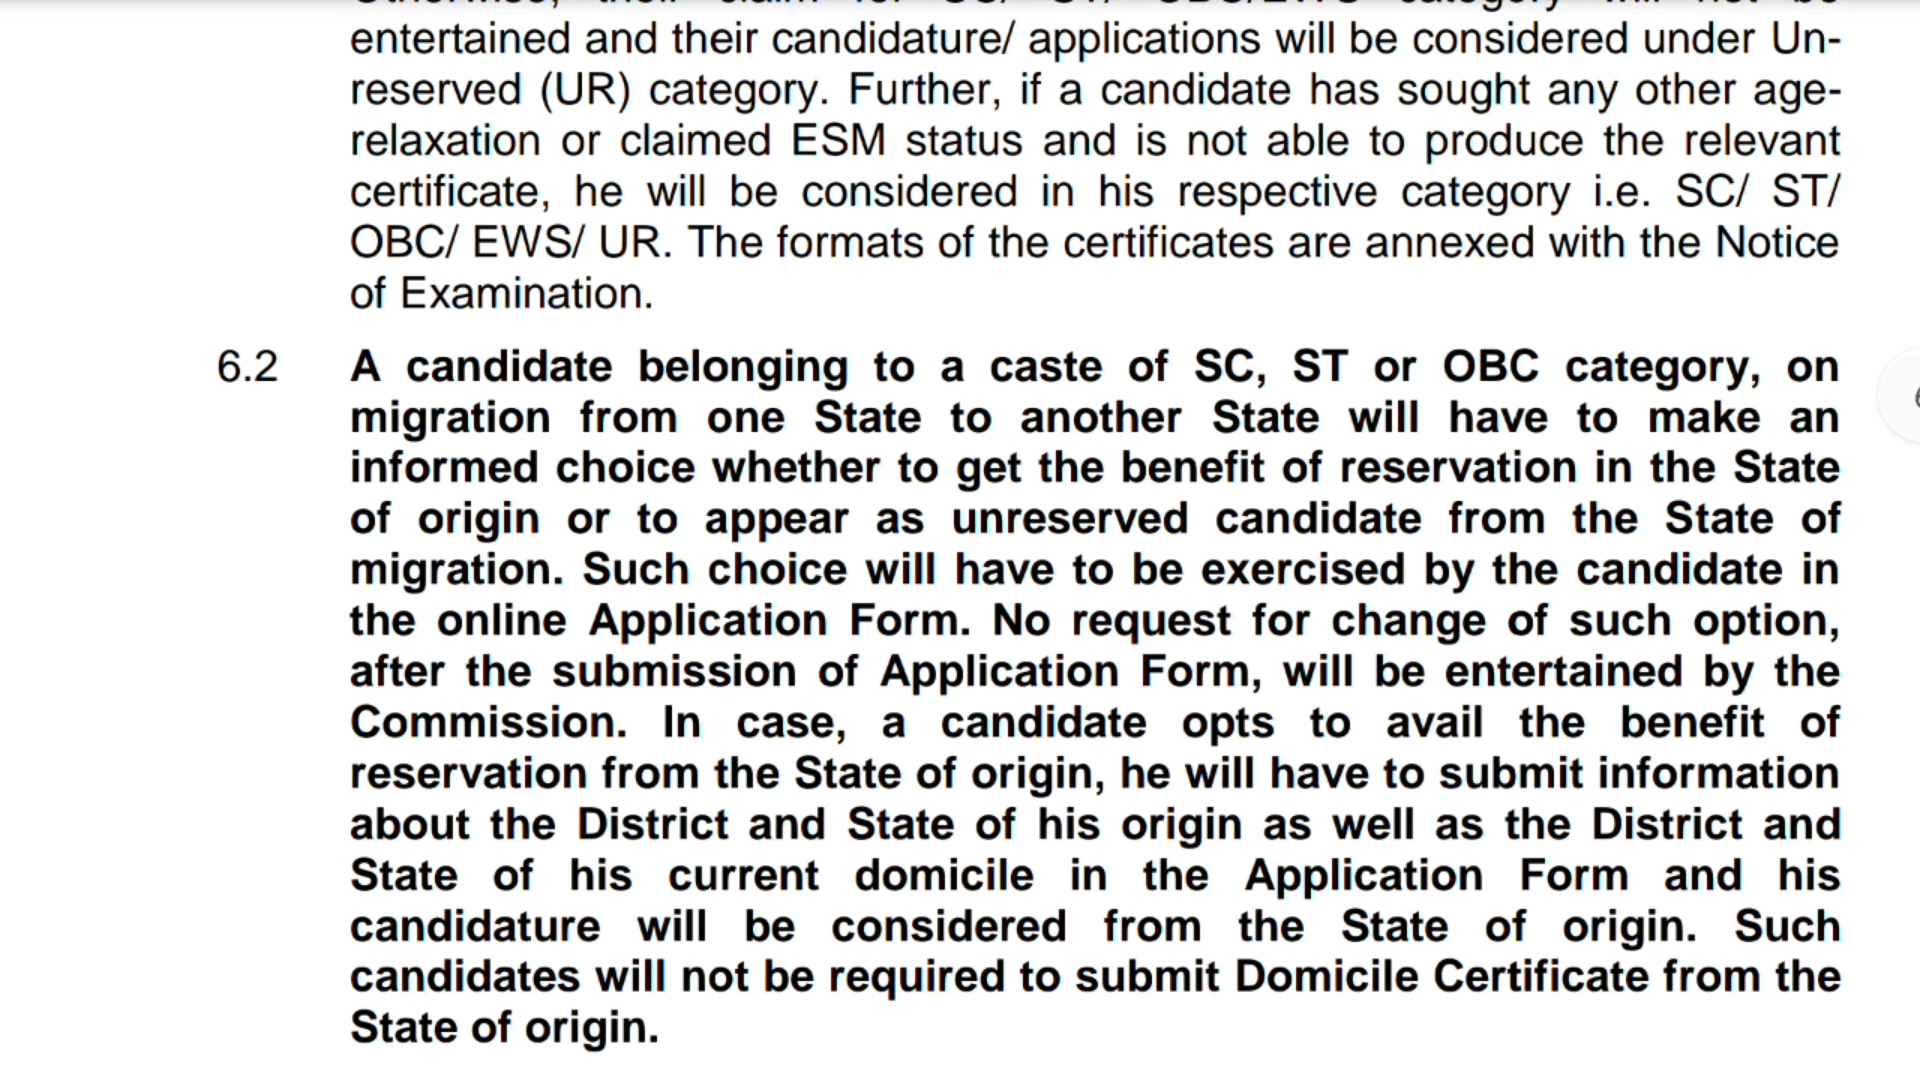 entertained and their candidature/ applications will be considered under Un-
reserved (UR) category. Further, if a candidate has sought any other age-
relaxation or claimed ESM status and is not able to produce the relevant
certificate, he will be considered in his respective category i.e. SC/ ST/
OBC/ EWS/ UR. The formats of the certificates are annexed with the Notice
of Examination.
6.2 A candidate belonging to a caste of SC, ST or OBC category, on
migration from one State to another State will have to make an
informed choice whether to get the benefit of reservation in the State
of origin or to appear as unreserved candidate from the State of
migration. Such choice will have to be exercised by the candidate in
the online Application Form. No request for change of such option,
after the submission of Application Form, will be entertained by the
Commission. In case, a candidate opts to avail the benefit of
reservation from the State of origin, he will have to submit information
about the District and State of his origin as well as the District and
State of his current domicile in the Application Form and his
candidature will be considered from the State of origin. Such
candidates will not be required to submit Domicile Certificate from the
State of origin.